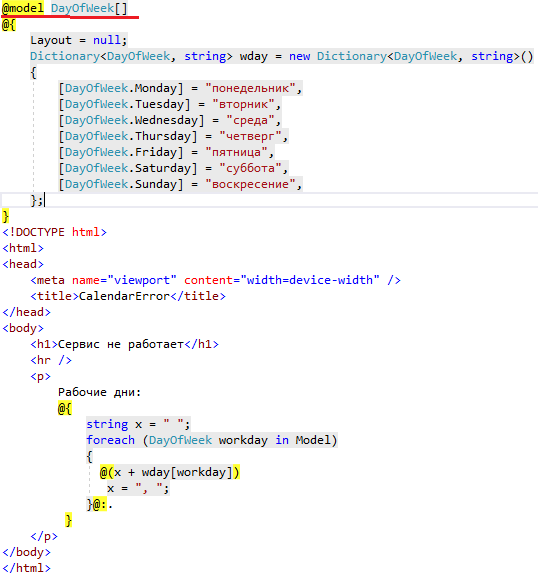 @model DayOfWeek[]
@{
    Layout = null;
    Dictionary<DayOfWeek, string> wday = new Dictionary<DayOfWeek, string>()
    {
        [DayOfWeek.Monday] = "понедельник",
        [DayOfWeek.Tuesday] = "вторник",
        [DayOfWeek.Wednesday] = "среда",
        [DayOfWeek.Thursday] = "четверг",
        [DayOfWeek.Friday] = "пятница",
        [DayOfWeek.Saturday] = "суббота",
        [DayOfWeek.Sunday] = "воскресение",
    };
}
<!DOCTYPE html>
<html>
<head>
    <meta name="viewport" content="width=device-width" />
    <title>CalendarError</title>
</head>
<body>
    <h1>Сервис не работает</h1>
    <hr />
    <p>
        Рабочие дни:
        @{
            string x = " ";
            foreach (DayOfWeek workday in Model)
            {
              @(x + wday[workday])
               x = ", ";
            }@:.
         }
    </p>
</body>
</html>